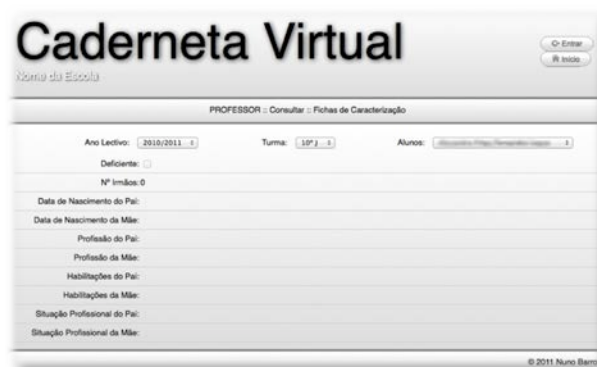 Caderneta Virtual
Nome da Escola
Entrar
Início
PROFESSOR :: Consultar :: Fichas de Caracterização
Ano Lectivo: 2010/2011 Turma: 10º J Alunos:
Deficiente:
Nº Irmãos: 0
Data de Nascimento do Pai:
Data de Nascimento da Mãe:
Profissão do Pai:
Profissão da Mãe:
Habilitações do Pai:
Habilitações da Mãe:
Situação Profissional do Pai:
Situação Profissional da Mãe:
© 2011 Nuno Barro